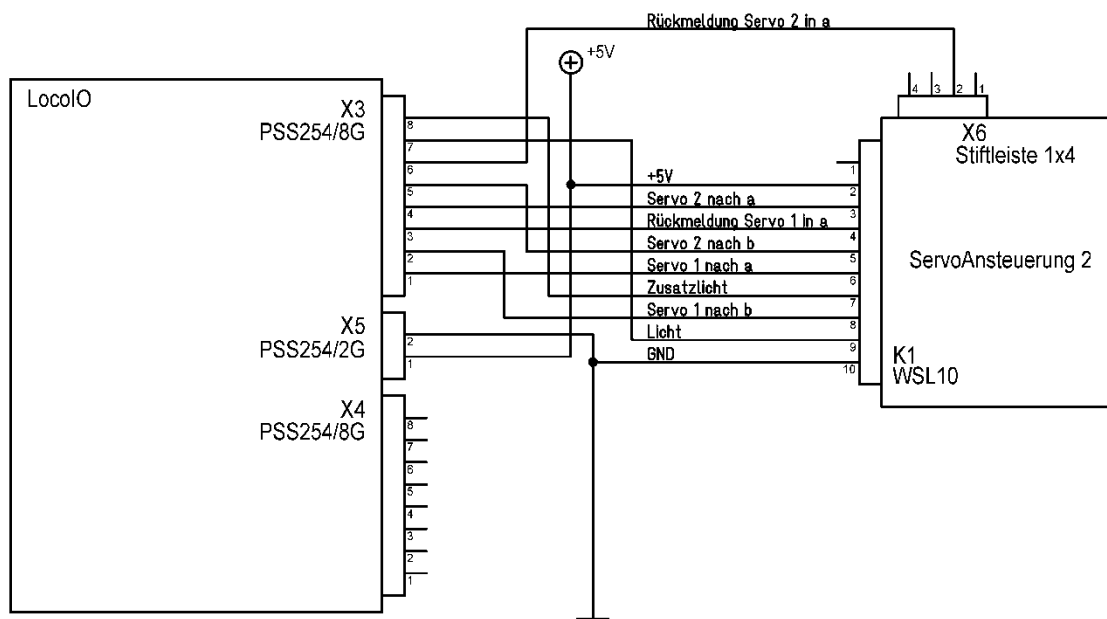 Rückmeldung Servo 2 in a
+5V
LocoIO
X3
PSS254/8G
8
7
6
5
4
3
2
1
X5
PSS254/2G
2
1
X4
PSS254/8G
8
7
6
5
4
3
2
1
4
3
2
1
X6
Stiftleiste 1x4
+5V
Servo 2 nach a
Rückmeldung Servo 1 in a
Servo 2 nach b
Servo 1 nach a
Zusatzlicht
Servo 1 nach b
Licht
GND
1
2
3
4
5
6
7
8
9
10
ServoAnsteuerung 2
K1
WSL10